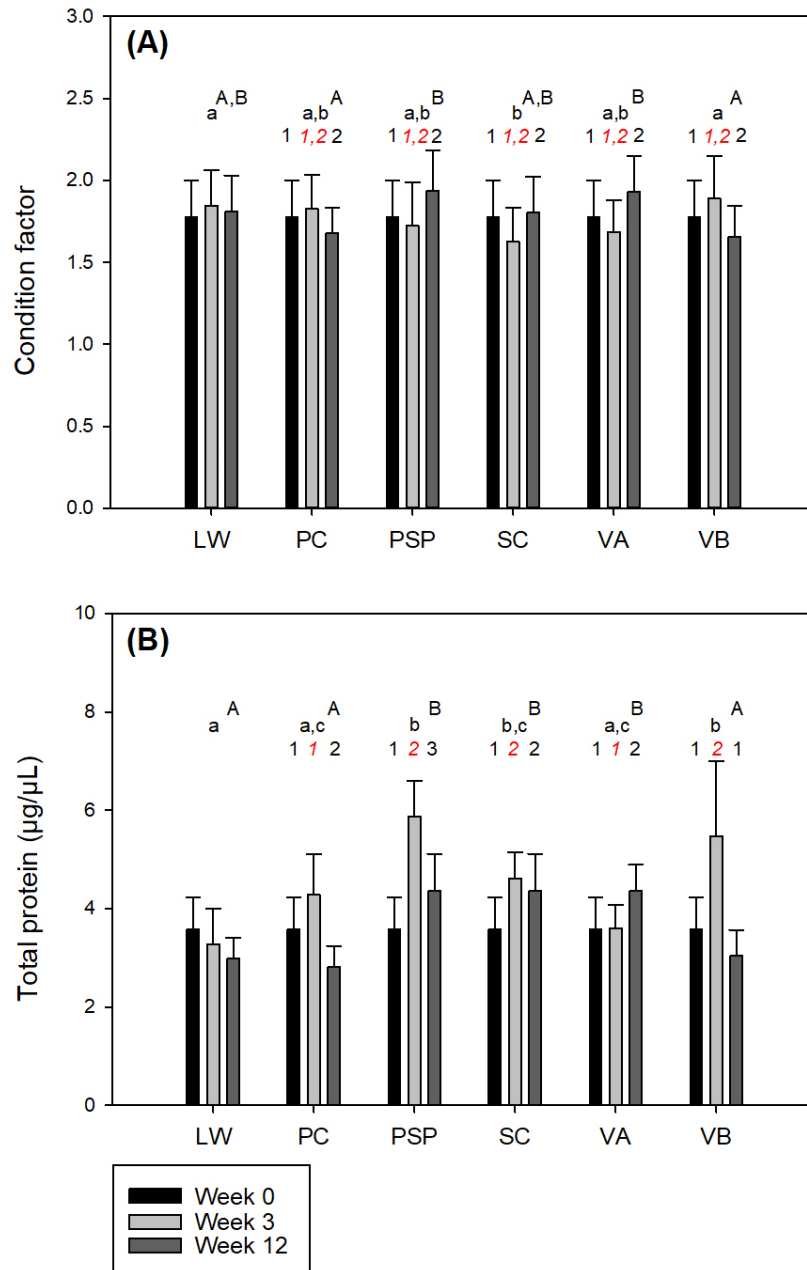 (A)
3.0
2.5
2.0
1.5
1.0
0.5
0.0
Condition factor
A,B A B A,B B A
a a,b a,b b a,b a
1 1,2 2 1 1,2 2 1 1,2 2 1 1,2 2 1 1,2 2
LW PC PSP SC VA VB
(B)
10
8
6
4
2
0
Total protein (µg/µL)
A A B B B A
a a,c b b,c a,c b
1 1 2 1 2 3 1 2 2 1 1 2 1 2 1
LW PC PSP SC VA VB
Week 0
Week 3
Week 12